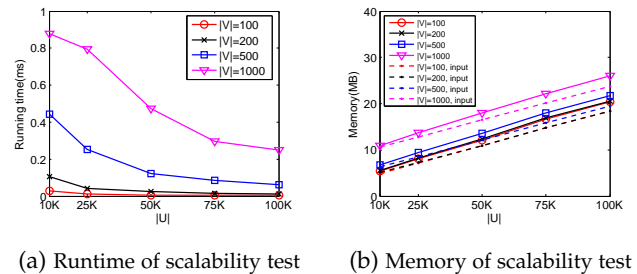 1
0.8
0.6
0.4
0.2
0
Running time(ms)
10K 25K 50K 75K 100K
|U|
|V|=100
|V|=200
|V|=500
|V|=1000
(a) Runtime of scalability test
40
30
20
10
0
Memory(MB)
10K 25K 50K 75K 100K
|U|
|V|=100
|V|=200
|V|=500
|V|=1000
|V|=100, input
|V|=200, input
|V|=500, input
|V|=1000, input
(b) Memory of scalability test